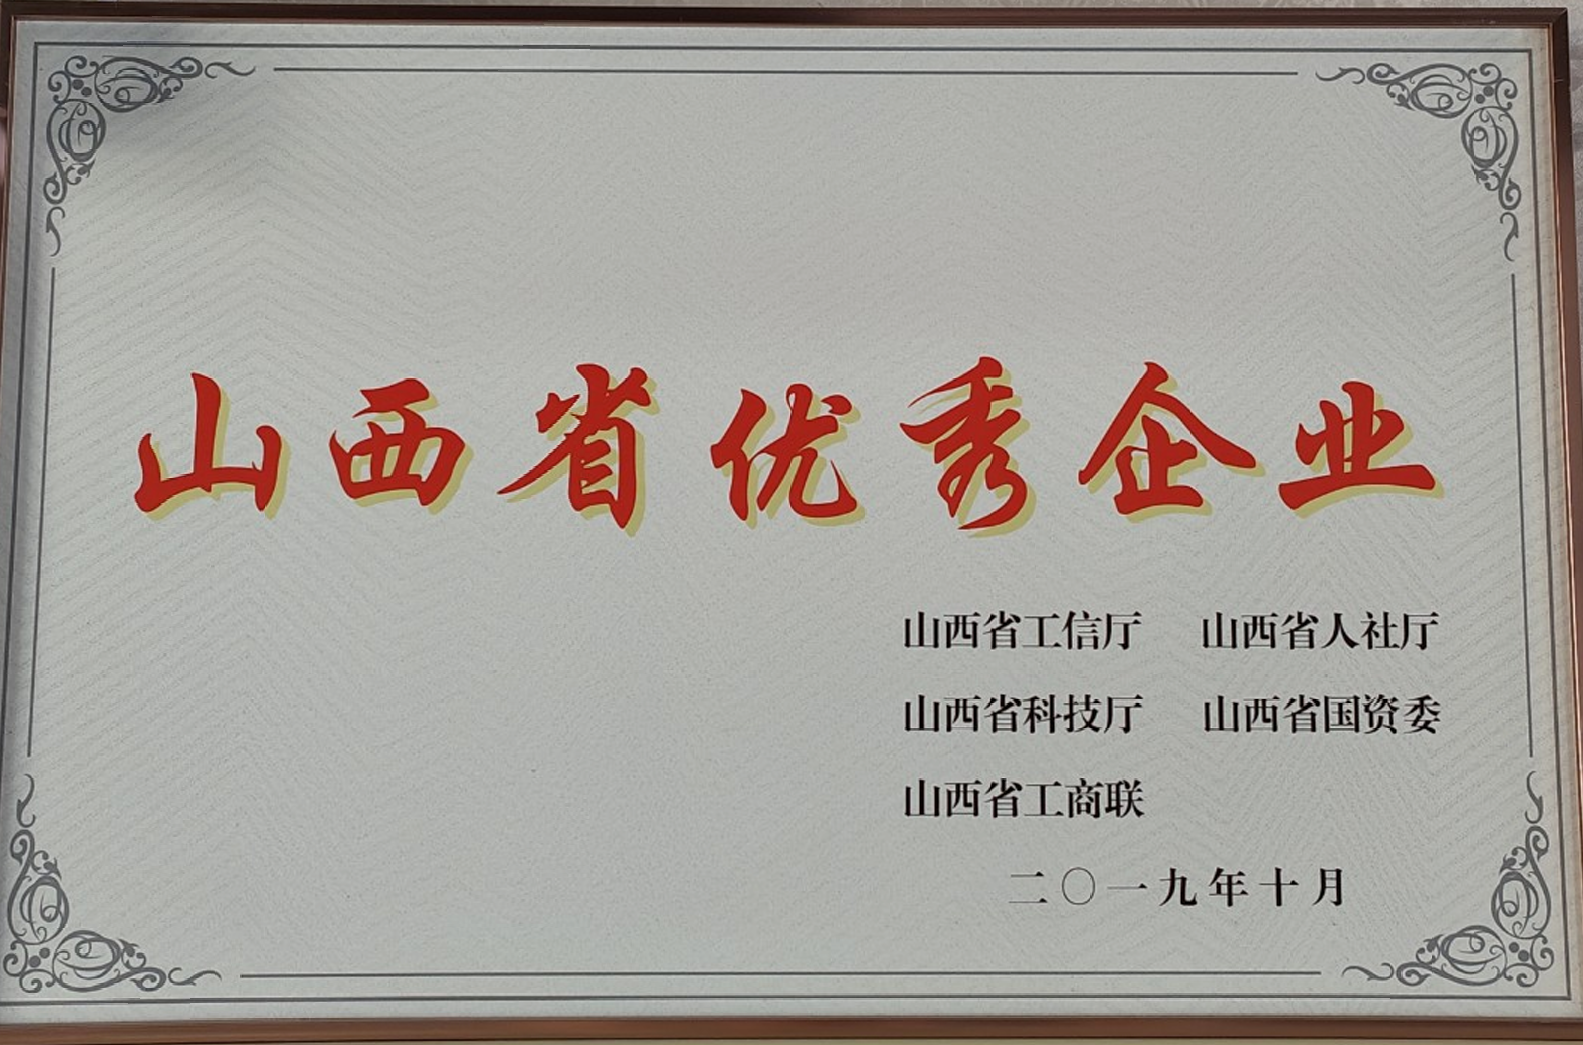 山西省优秀企业
山西省工信厅 山西省人社厅
山西省科技厅 山西省国资委
山西省工商联
二〇一九年十月